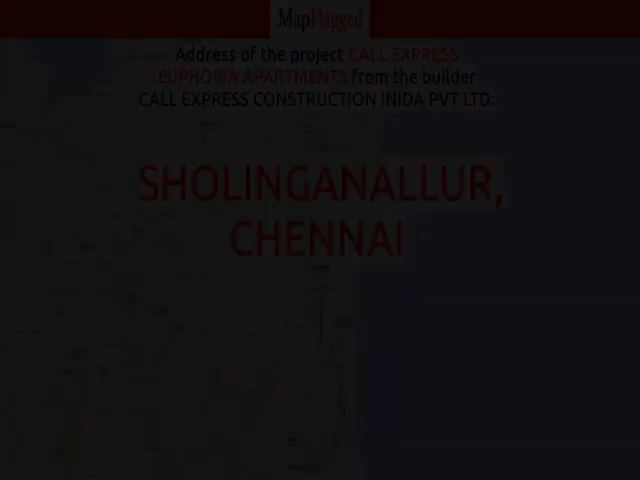 MapFlagged
Address of the project CALL EXPRESS
EUPHORIA APARTMENTS from the builder
CALL EXPRESS CONSTRUCTION INIDA PVT LTD:
SHOLINGANALLUR,
CHENNAI